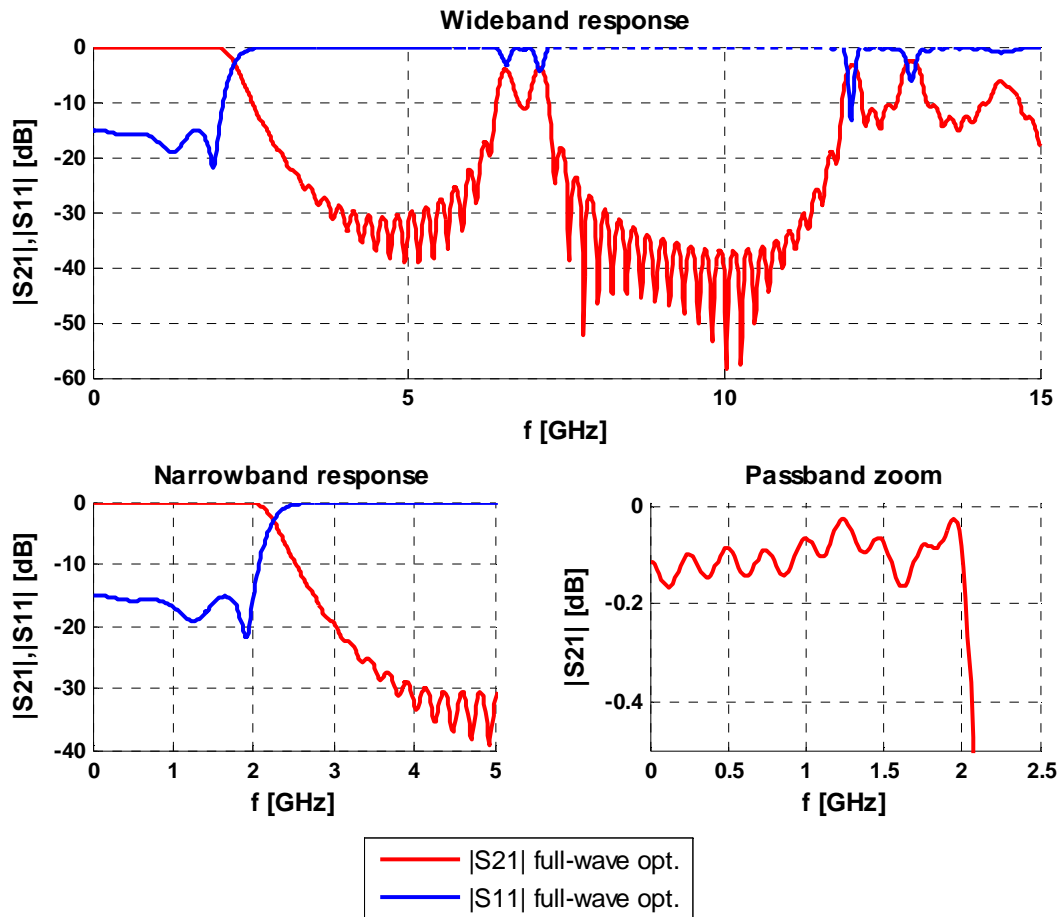 Wideband response
0
-10
-20
-30
-40
-50
-60
|S21|,|S11| [dB]
0 5 10 15
f [GHz]
Narrowband response
0
-10
-20
-30
-40
|S21|,|S11| [dB]
0 1 2 3 4 5
f [GHz]
Passband zoom
0
-0.2
-0.4
|S21| [dB]
0 0.5 1 1.5 2 2.5
f [GHz]
|S21| full-wave opt.
|S11| full-wave opt.